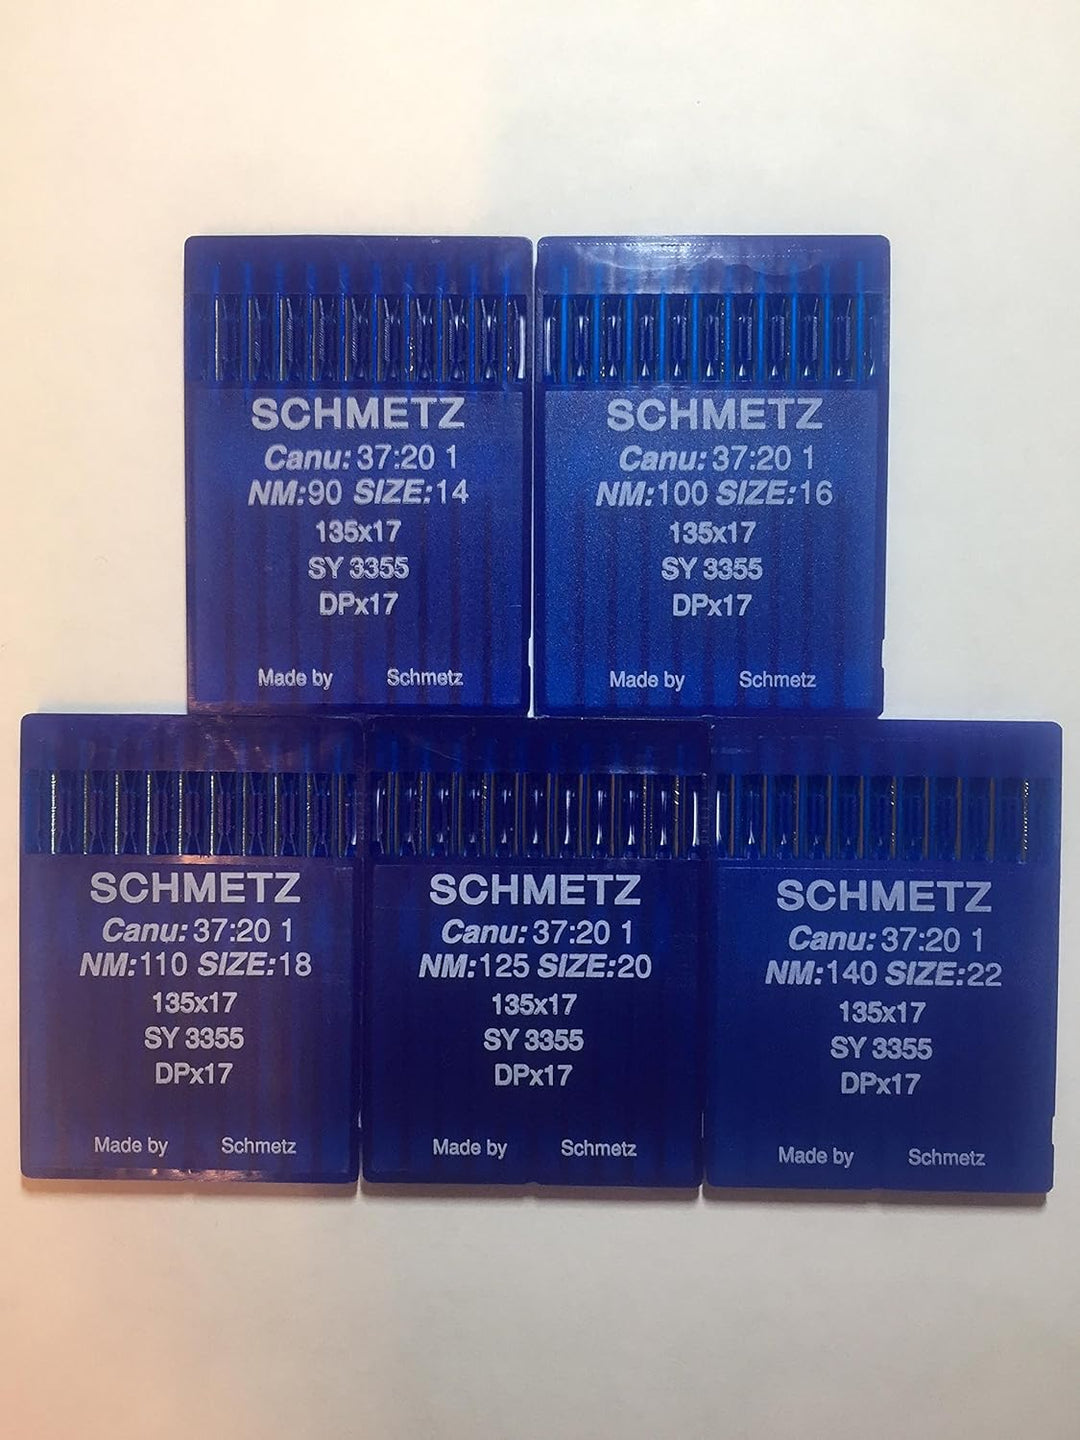 SCHMETZ
Canu: 37:20 1
NM:90 SIZE:14
135x17
SY 3355
DPx17
Made by Schmetz
SCHMETZ
Canu: 37:20 1
NM:100 SIZE:16
135x17
SY 3355
DPx17
Made by Schmetz
SCHMETZ
Canu: 37:20 1
NM:110 SIZE:18
135x17
SY 3355
DPx17
Made by Schmetz
SCHMETZ
Canu: 37:20 1
NM:125 SIZE:20
135x17
SY 3355
DPx17
Made by Schmetz
SCHMETZ
Canu: 37:20 1
NM:140 SIZE:22
135x17
SY 3355
DPx17
Made by Schmetz